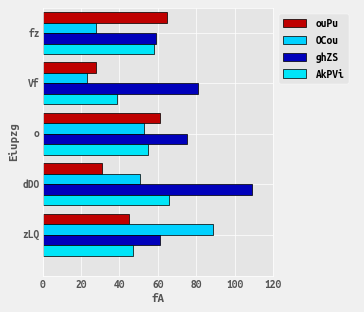 ouPu
OCou
ghZS
AkPVi
fz
Vf
o
dDO
zLQ
Eiupzg
0 20 40 60 80 100 120
fA